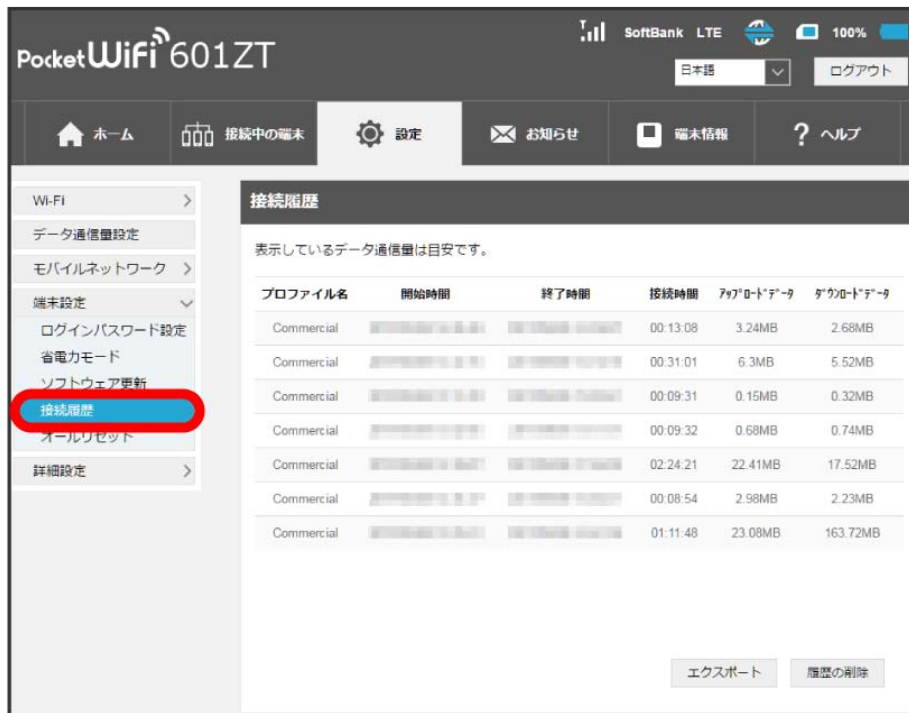 SoftBank LTE 100%
PocketWiFi 601ZT
日本語 ログアウト
ホーム 接続中の端末 設定 お知らせ 端末情報 ? ヘルプ
Wi-Fi
データ通信量設定
モバイルネットワーク
端末設定
ログインパスワード設定
省電力モード
ソフトウェア更新
接続履歴
オールリセット
詳細設定
接続履歴
表示しているデータ通信量は目安です。
プロファイル名 開始時間 終了時間 接続時間 ｱｯﾌﾟﾛｰﾄﾞﾃﾞｰﾀ ﾀﾞｳﾝﾛｰﾄﾞﾃﾞｰﾀ
Commercial 00:13:08 3.24MB 2.68MB
Commercial 00:31:01 6.3MB 5.52MB
Commercial 00:09:31 0.15MB 0.32MB
Commercial 00:09:32 0.68MB 0.74MB
Commercial 02:24:21 22.41MB 17.52MB
Commercial 00:08:54 2.98MB 2.23MB
Commercial 01:11:48 23.08MB 163.72MB
エクスポート 履歴の削除